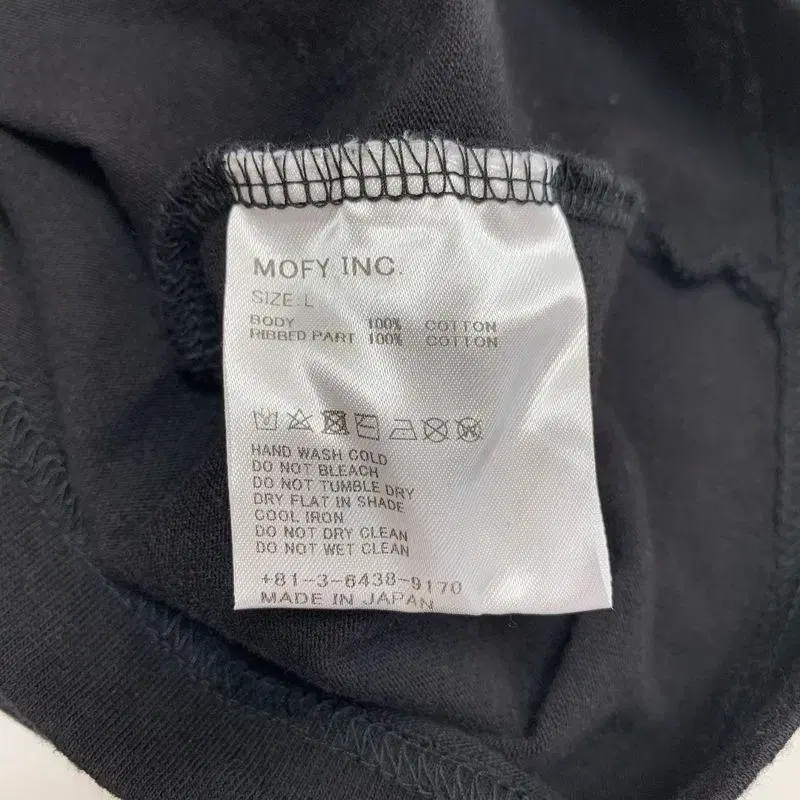 MOFY INC.
SIZE:L
BODY 100% COTTON
RIBBED PART 100% COTTON
HAND WASH COLD
DO NOT BLEACH
DO NOT TUMBLE DRY
DRY FLAT IN SHADE
COOL IRON
DO NOT DRY CLEAN
DO NOT WET CLEAN
+81-3-6438-9170
MADE IN JAPAN